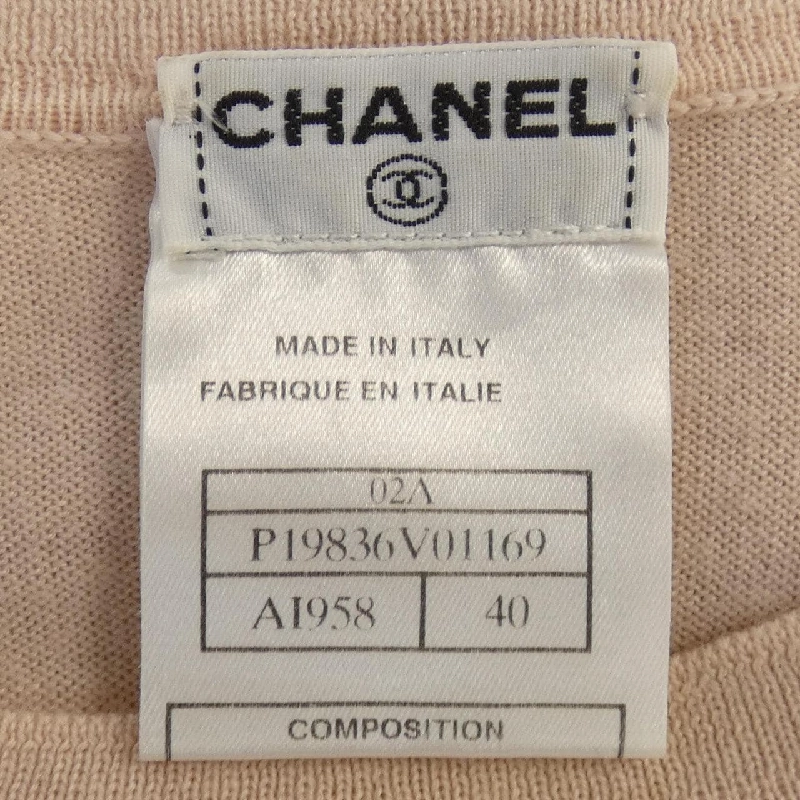 CHANEL
MADE IN ITALY
FABRIQUE EN ITALIE
02A
P19836V01169
AI958 40
COMPOSITION